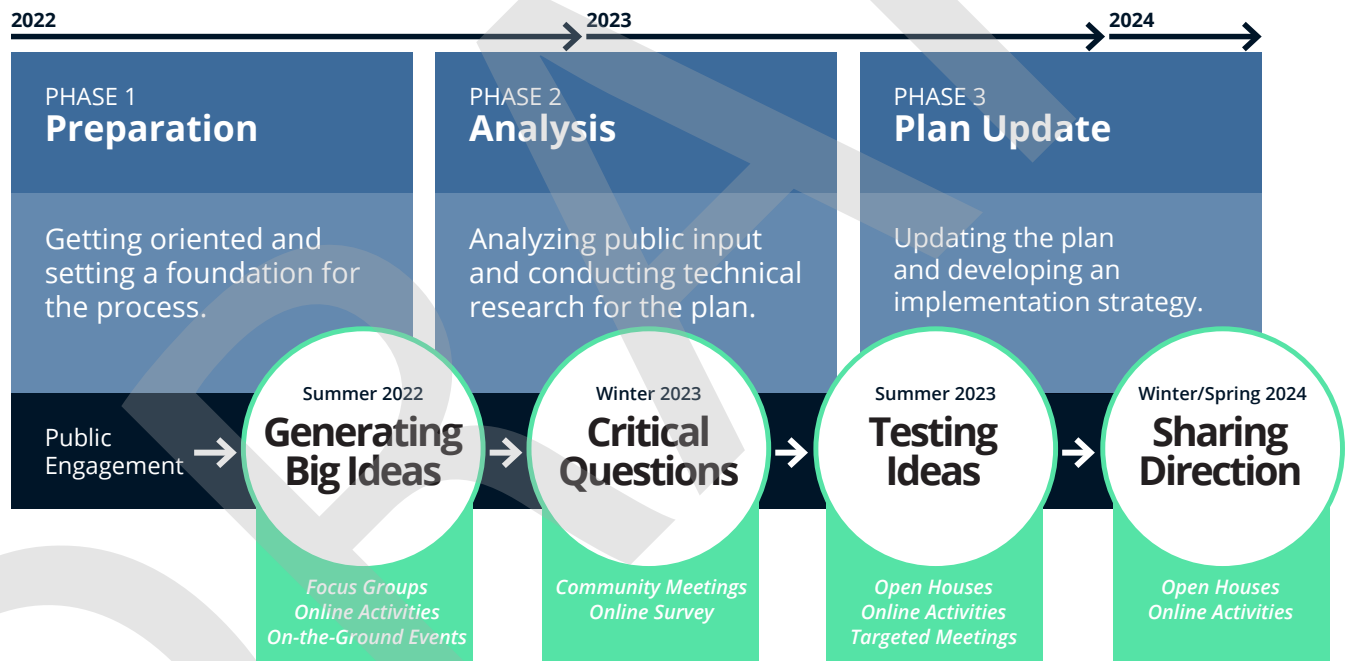 2022
2023
2024
PHASE 1
Preparation
Getting oriented and
setting a foundation for
the process.
PHASE 2
Analysis
Analyzing public input
and conducting technical
research for the plan.
PHASE 3
Plan Update
Updating the plan
and developing an
implementation strategy.
Public
Engagement
Summer 2022
Generating
Big Ideas
Focus Groups
Online Activities
On-the-Ground Events
Winter 2023
Critical
Questions
Community Meetings
Online Survey
Summer 2023
Testing
Ideas
Open Houses
Online Activities
Targeted Meetings
Winter/Spring 2024
Sharing
Direction
Open Houses
Online Activities